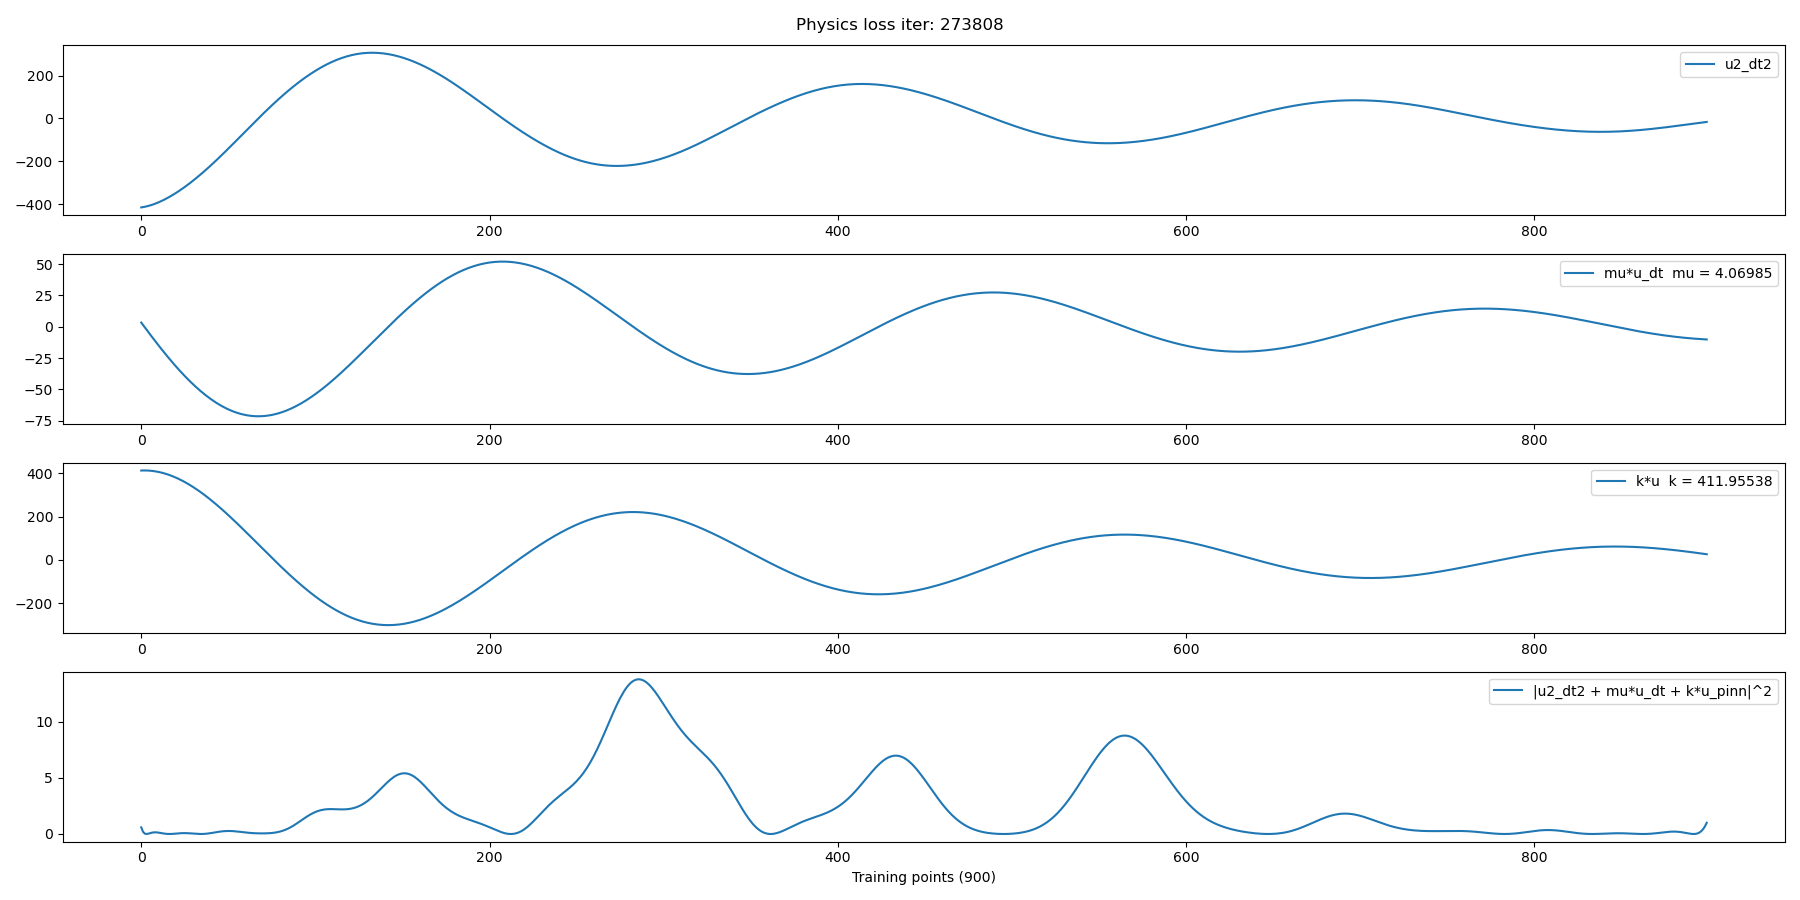 Physics loss iter: 273808
u2_dt2
200
0
−200
−400
0 200 400 600 800
mu*u_dt  mu = 4.06985
50
25
0
−25
−50
−75
0 200 400 600 800
k*u  k = 411.95538
400
200
0
−200
0 200 400 600 800
|u2_dt2 + mu*u_dt + k*u_pinn|^2
10
5
0
0 200 400 600 800
Training points (900)